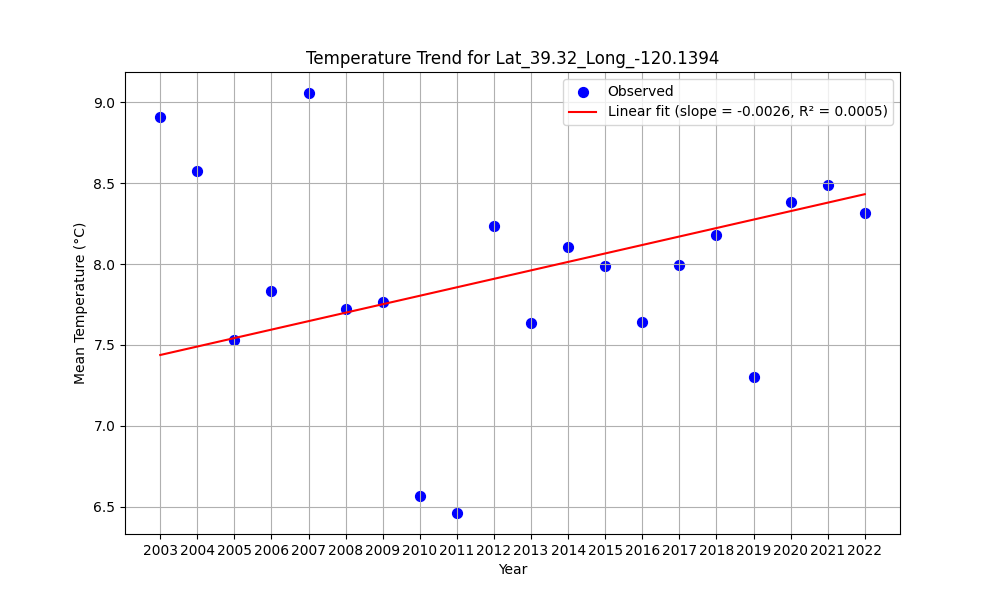 Temperature Trend for Lat_39.32_Long_-120.1394
Observed
Linear fit (slope = -0.0026, R² = 0.0005)
Mean Temperature (°C)
9.0
8.5
8.0
7.5
7.0
6.5
2003 2004 2005 2006 2007 2008 2009 2010 2011 2012 2013 2014 2015 2016 2017 2018 2019 2020 2021 2022
Year